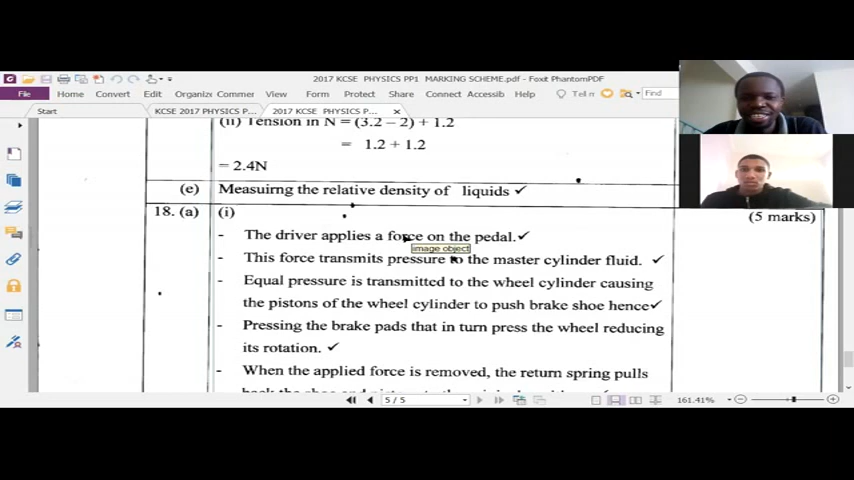 2017 KCSE PHYSICS PP1 MARKING SCHEME.pdf - Foxit PhantomPDF
File Home Convert Edit Organiz Commer View Form Protect Share Connect Accessib Help Tell m Find
Start KCSE 2017 PHYSICS P... 2017 KCSE PHYSICS P...
(ii) Tension in N = (3.2 – 2) + 1.2
= 1.2 + 1.2
= 2.4N
(e) Measuirng the relative density of liquids ✓
18. (a) (i) (5 marks)
- The driver applies a force on the pedal. ✓
image object
- This force transmits pressure to the master cylinder fluid. ✓
- Equal pressure is transmitted to the wheel cylinder causing
the pistons of the wheel cylinder to push brake shoe hence ✓
- Pressing the brake pads that in turn press the wheel reducing
its rotation. ✓
- When the applied force is removed, the return spring pulls
5 / 5 161.41%